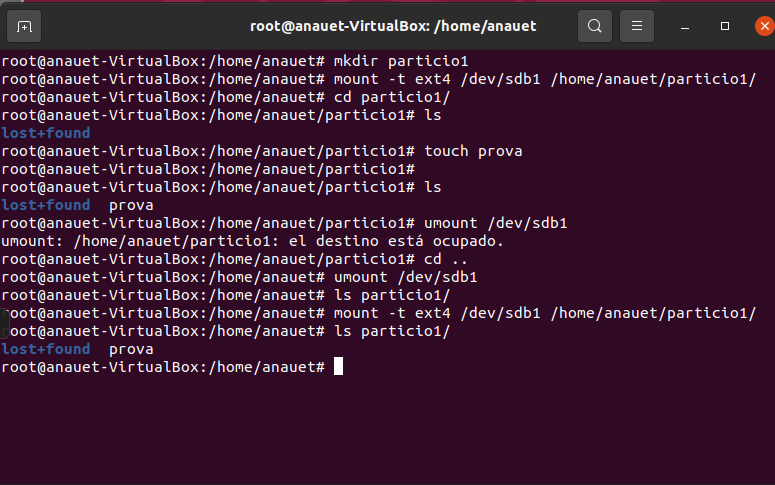 root@anauet-VirtualBox: /home/anauet
root@anauet-VirtualBox:/home/anauet# mkdir particio1
root@anauet-VirtualBox:/home/anauet# mount -t ext4 /dev/sdb1 /home/anauet/particio1/
root@anauet-VirtualBox:/home/anauet# cd particio1/
root@anauet-VirtualBox:/home/anauet/particio1# ls
lost+found
root@anauet-VirtualBox:/home/anauet/particio1# touch prova
root@anauet-VirtualBox:/home/anauet/particio1#
root@anauet-VirtualBox:/home/anauet/particio1# ls
lost+found  prova
root@anauet-VirtualBox:/home/anauet/particio1# umount /dev/sdb1
umount: /home/anauet/particio1: el destino está ocupado.
root@anauet-VirtualBox:/home/anauet/particio1# cd ..
root@anauet-VirtualBox:/home/anauet# umount /dev/sdb1
root@anauet-VirtualBox:/home/anauet# ls particio1/
root@anauet-VirtualBox:/home/anauet# mount -t ext4 /dev/sdb1 /home/anauet/particio1/
root@anauet-VirtualBox:/home/anauet# ls particio1/
lost+found  prova
root@anauet-VirtualBox:/home/anauet#